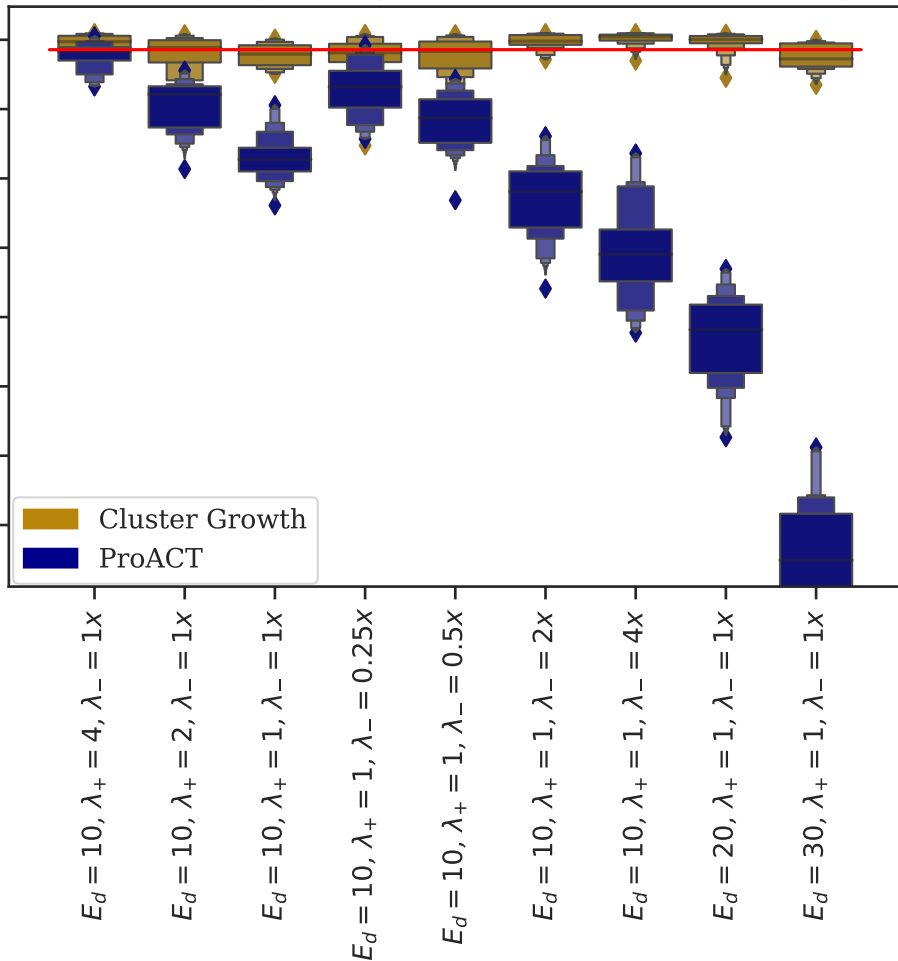 Cluster Growth
ProACT
E_d = 10, λ_+ = 4, λ_− = 1x
E_d = 10, λ_+ = 2, λ_− = 1x
E_d = 10, λ_+ = 1, λ_− = 1x
E_d = 10, λ_+ = 1, λ_− = 0.25x
E_d = 10, λ_+ = 1, λ_− = 0.5x
E_d = 10, λ_+ = 1, λ_− = 2x
E_d = 10, λ_+ = 1, λ_− = 4x
E_d = 20, λ_+ = 1, λ_− = 1x
E_d = 30, λ_+ = 1, λ_− = 1x